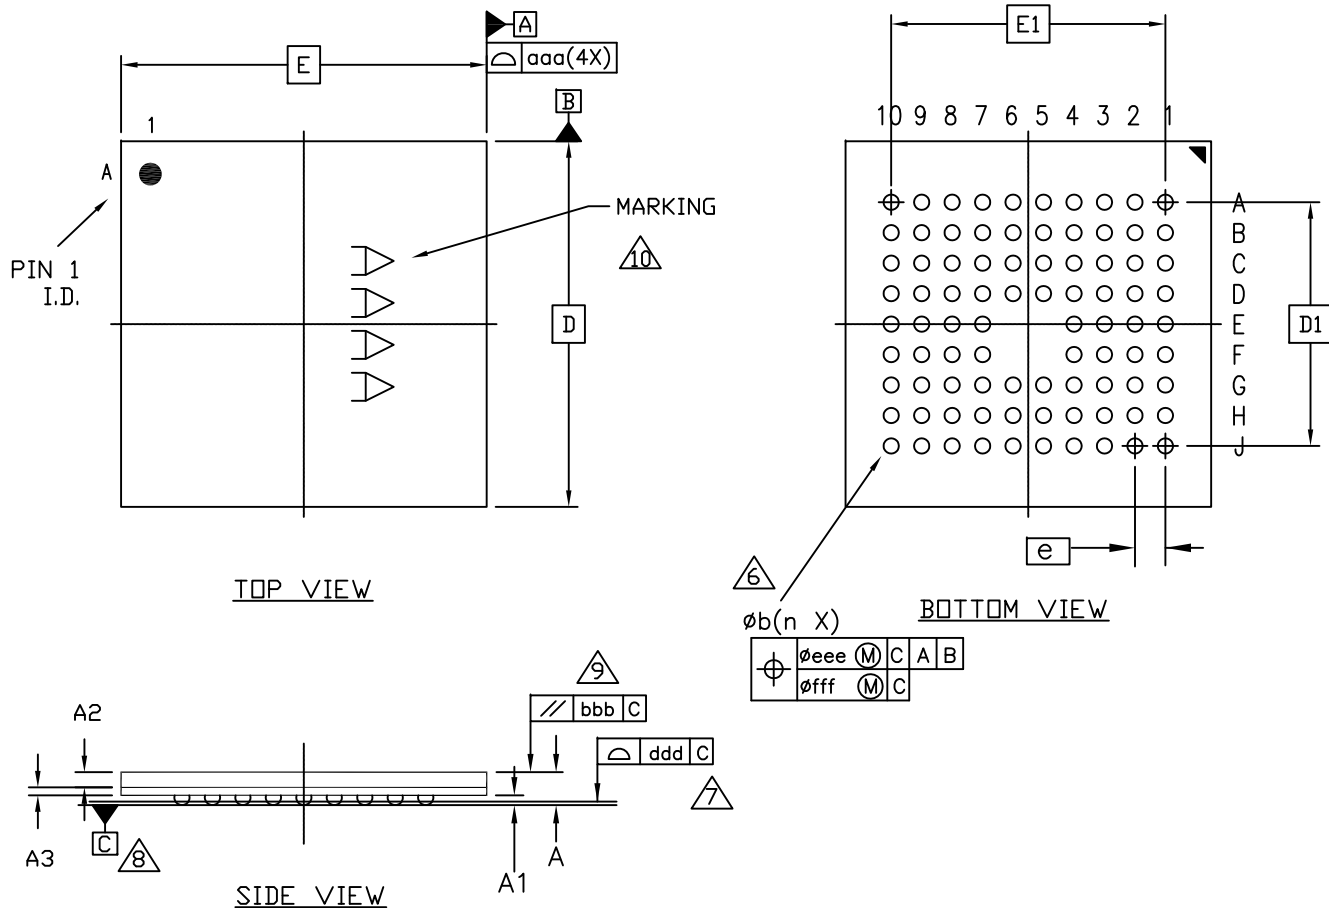 A
E
aaa(4X)
B
1
A
PIN 1
I.D.
MARKING
10
D
TOP VIEW
E1
10 9 8 7 6 5 4 3 2 1
A
B
C
D
E
F
G
H
J
D1
e
6
øb(n X)
øeee Ⓜ C A B
øfff Ⓜ C
BOTTOM VIEW
A2
9
// bbb C
ddd C
7
A3
C
8
A1
A
SIDE VIEW